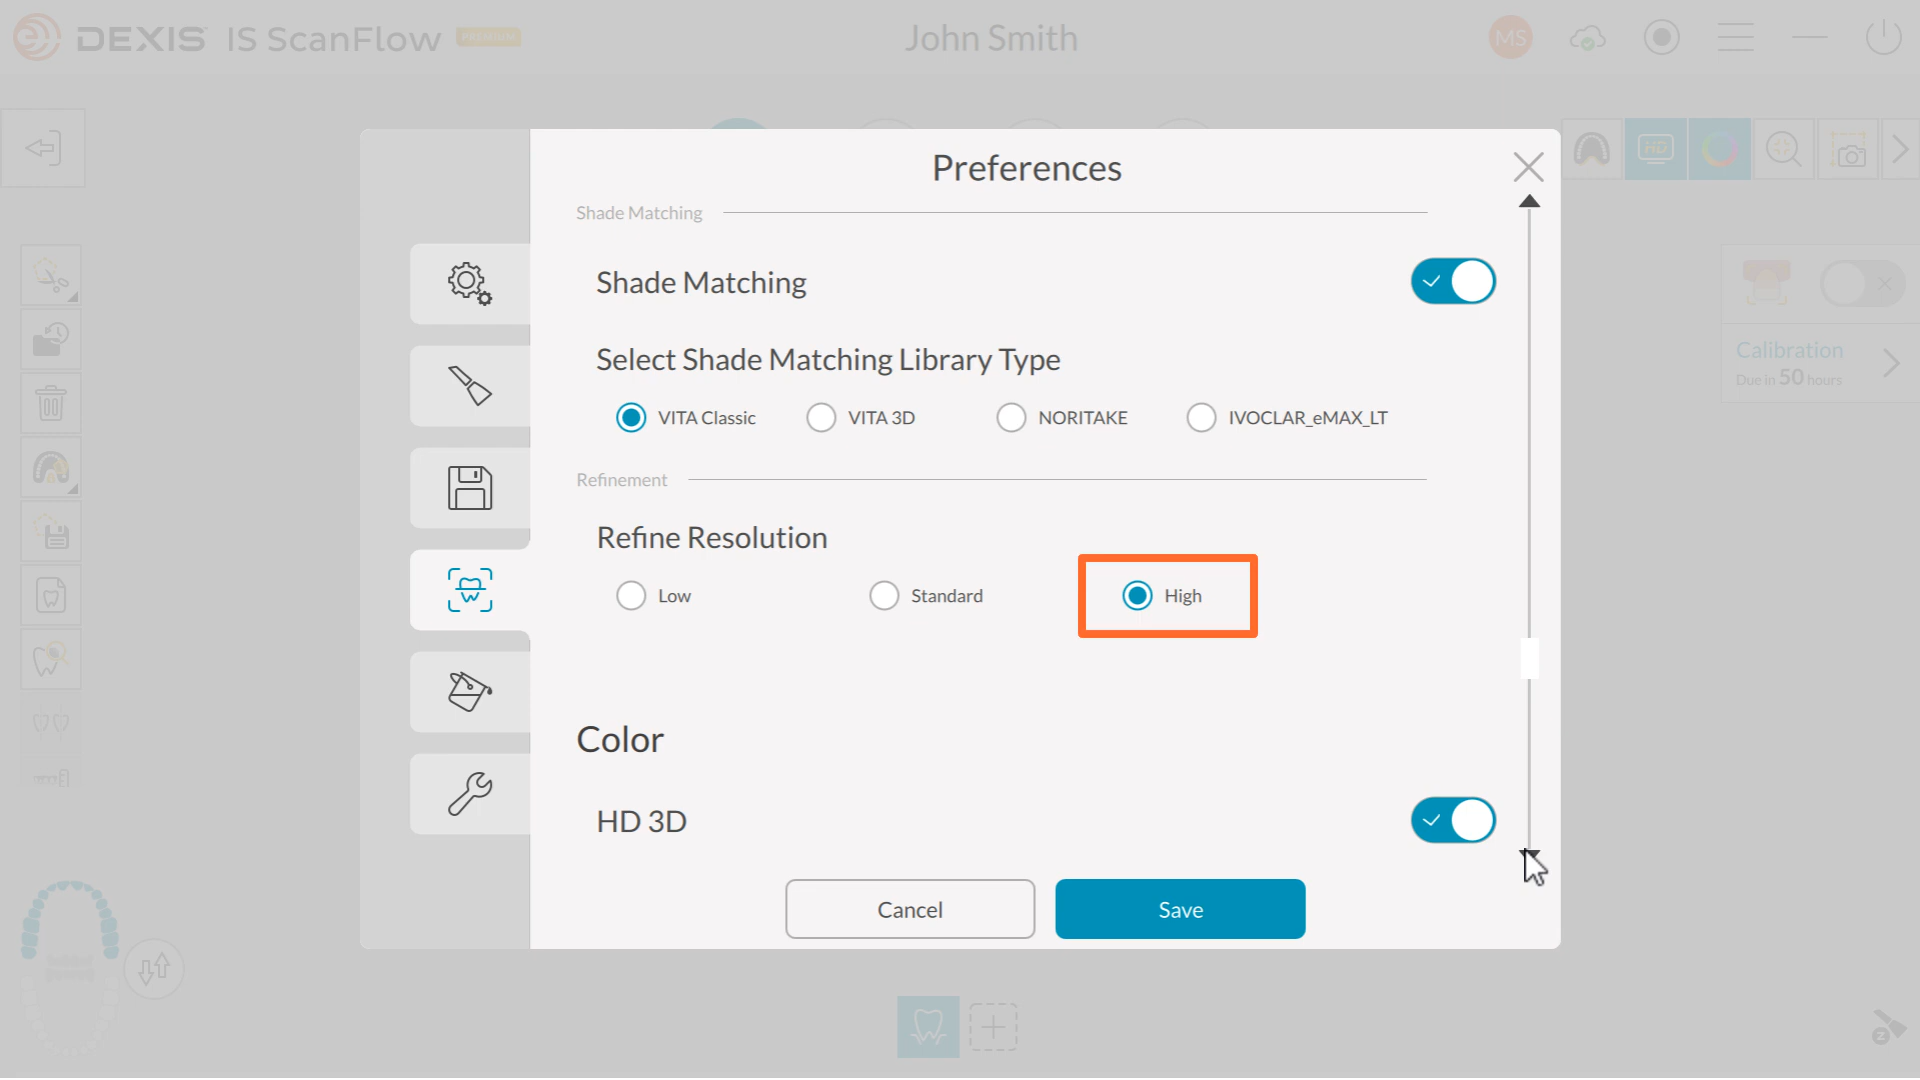 DEXIS IS ScanFlow PREMIUM
John Smith
MS
HD
Preferences
Shade Matching
Shade Matching
Select Shade Matching Library Type
VITA Classic
VITA 3D
NORITAKE
IVOCLAR_eMAX_LT
Refinement
Refine Resolution
Low
Standard
High
Color
HD 3D
Cancel
Save
Calibration
Due in 50 hours
Z